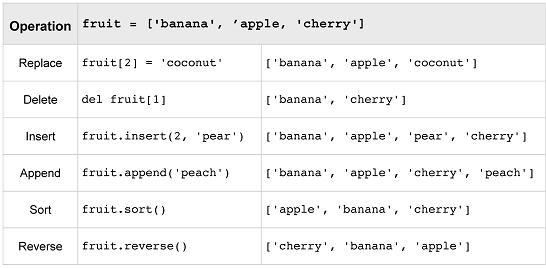 Operation fruit = ['banana', ’apple, 'cherry']
Replace fruit[2] = 'coconut' ['banana', 'apple', 'coconut']
Delete del fruit[1] ['banana', 'cherry']
Insert fruit.insert(2, 'pear') ['banana', 'apple', 'pear', 'cherry']
Append fruit.append('peach') ['banana', 'apple', 'cherry', 'peach']
Sort fruit.sort() ['apple', 'banana', 'cherry']
Reverse fruit.reverse() ['cherry', 'banana', 'apple']